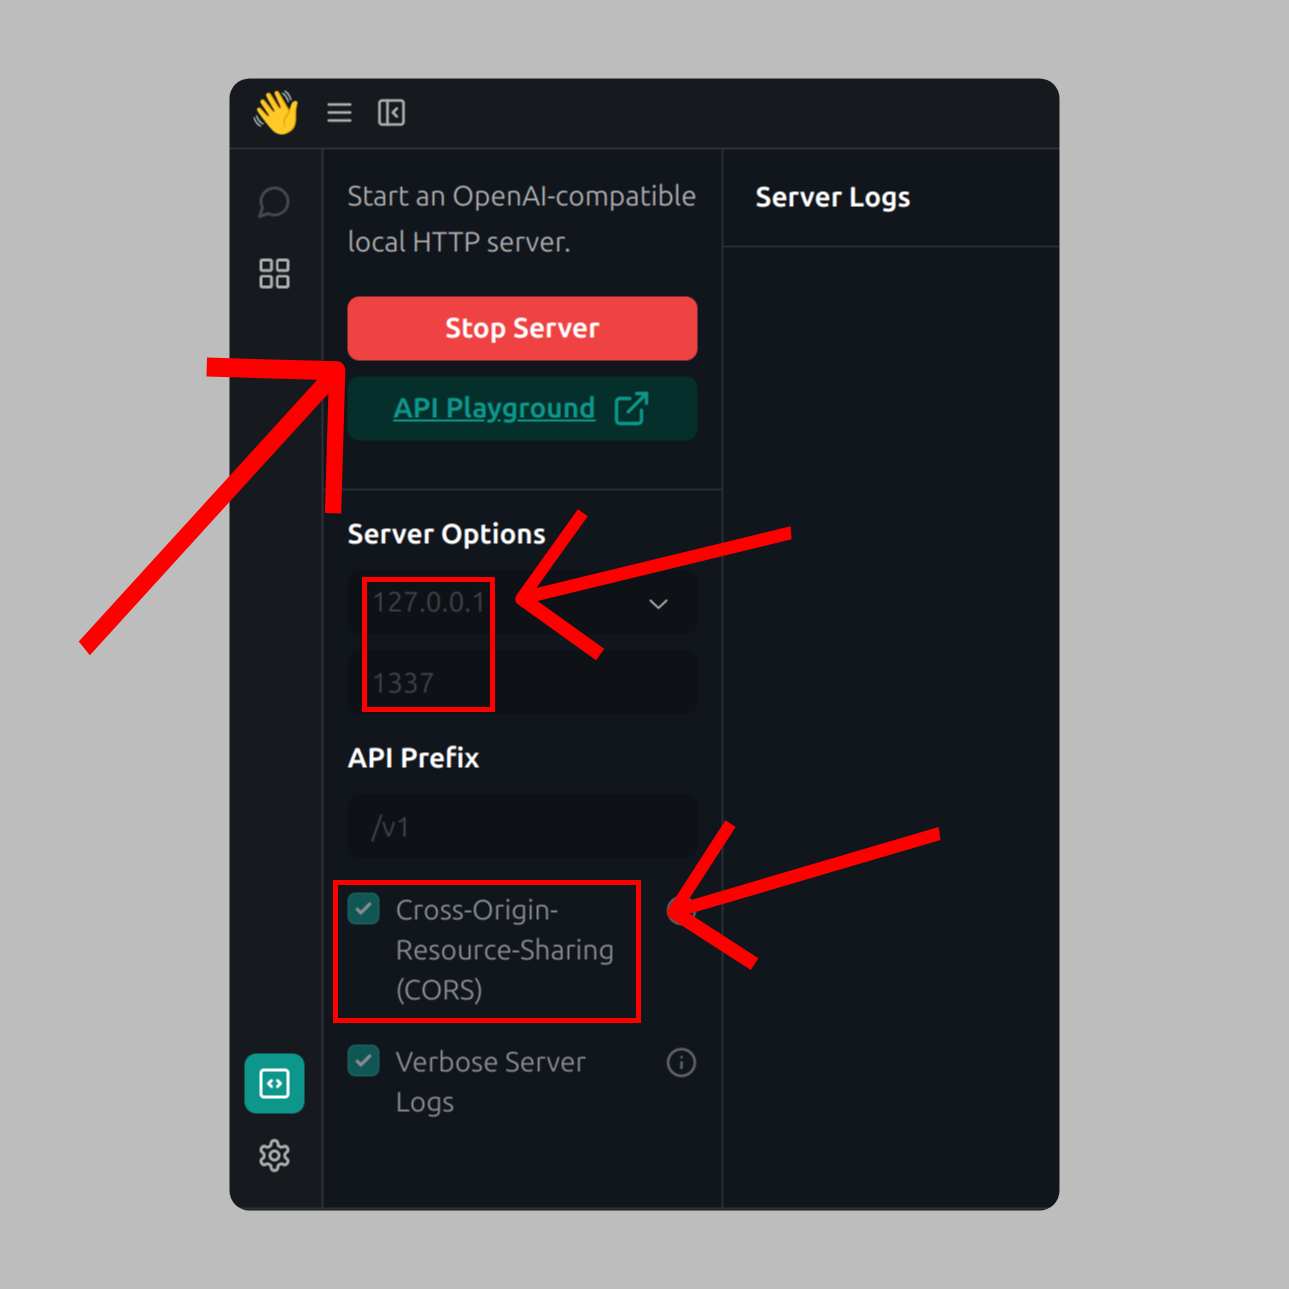 Start an OpenAI-compatible
local HTTP server.
Stop Server
API Playground
Server Options
127.0.0.1
1337
API Prefix
/v1
Cross-Origin-
Resource-Sharing
(CORS)
Verbose Server
Logs
Server Logs